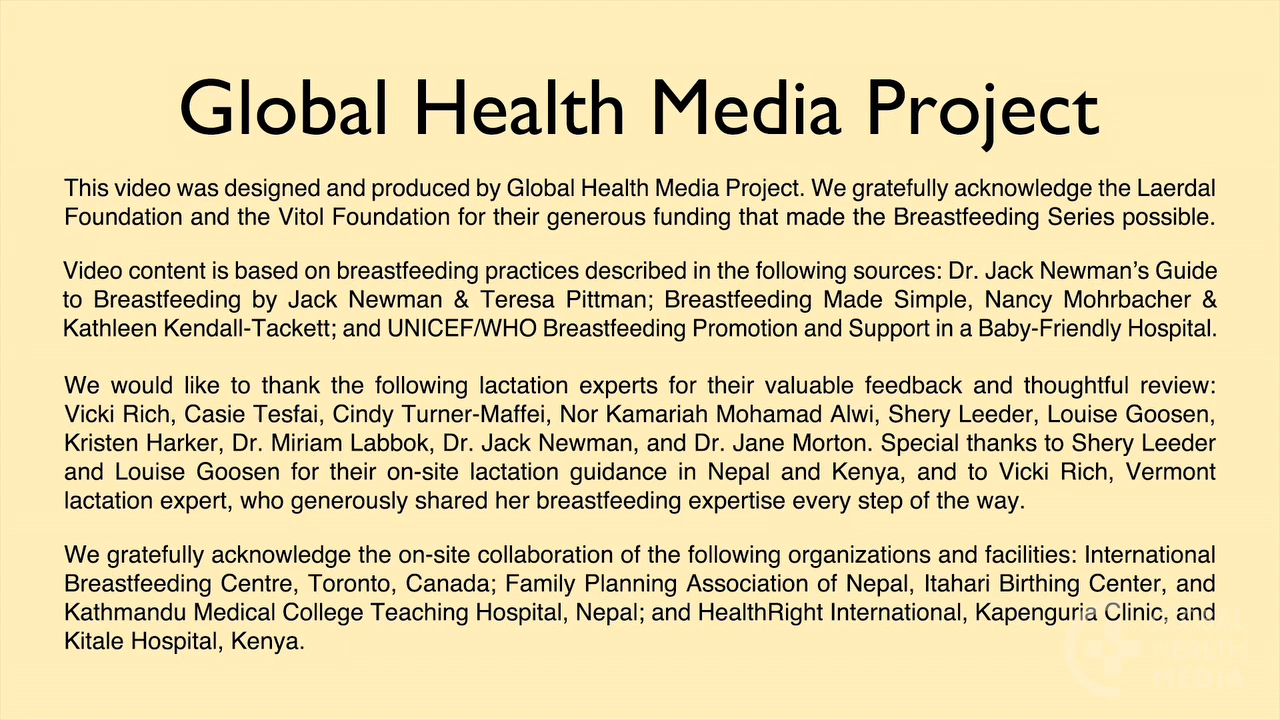 Global Health Media Project
This video was designed and produced by Global Health Media Project. We gratefully acknowledge the Laerdal
Foundation and the Vitol Foundation for their generous funding that made the Breastfeeding Series possible.
Video content is based on breastfeeding practices described in the following sources: Dr. Jack Newman's Guide
to Breastfeeding by Jack Newman & Teresa Pittman; Breastfeeding Made Simple, Nancy Mohrbacher &
Kathleen Kendall-Tackett; and UNICEF/WHO Breastfeeding Promotion and Support in a Baby-Friendly Hospital.
We would like to thank the following lactation experts for their valuable feedback and thoughtful review:
Vicki Rich, Casie Tesfai, Cindy Turner-Maffei, Nor Kamariah Mohamad Alwi, Shery Leeder, Louise Goosen,
Kristen Harker, Dr. Miriam Labbok, Dr. Jack Newman, and Dr. Jane Morton. Special thanks to Shery Leeder
and Louise Goosen for their on-site lactation guidance in Nepal and Kenya, and to Vicki Rich, Vermont
lactation expert, who generously shared her breastfeeding expertise every step of the way.
We gratefully acknowledge the on-site collaboration of the following organizations and facilities: International
Breastfeeding Centre, Toronto, Canada; Family Planning Association of Nepal, Itahari Birthing Center, and
Kathmandu Medical College Teaching Hospital, Nepal; and HealthRight International, Kapenguria Clinic, and
Kitale Hospital, Kenya.
HEALTH
MEDIA